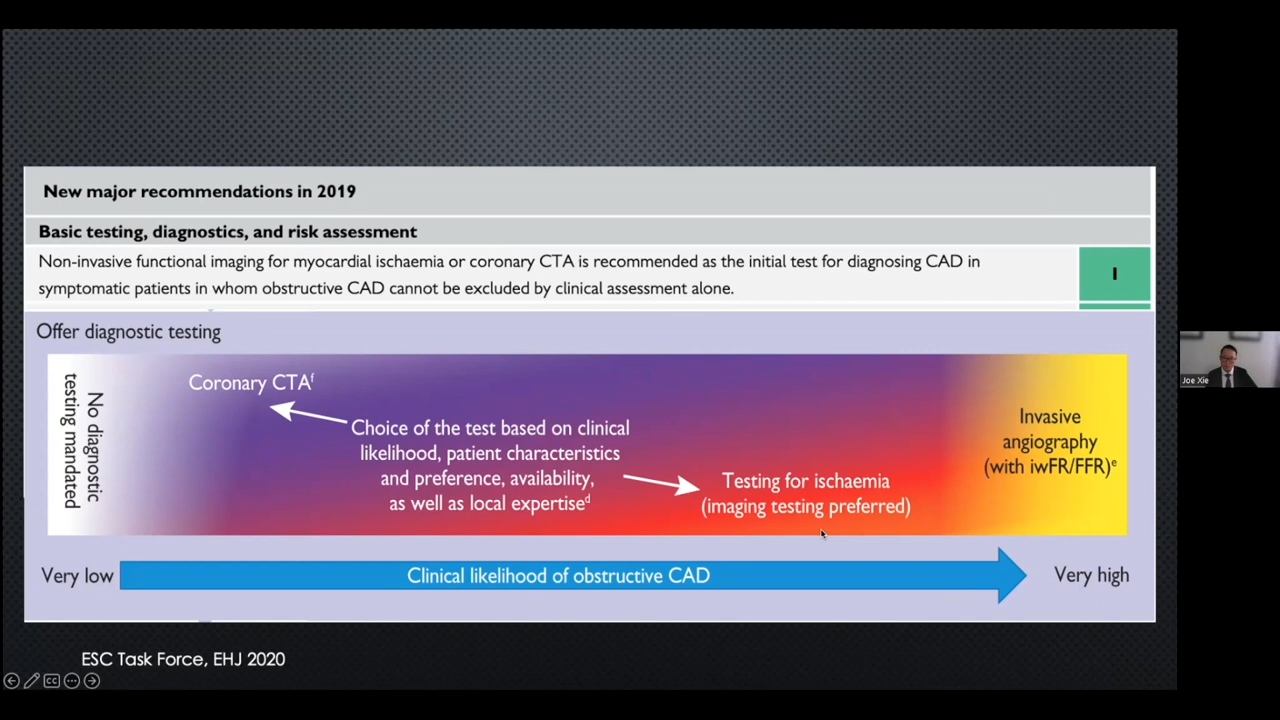 New major recommendations in 2019
Basic testing, diagnostics, and risk assessment
Non-invasive functional imaging for myocardial ischaemia or coronary CTA is recommended as the initial test for diagnosing CAD in
symptomatic patients in whom obstructive CAD cannot be excluded by clinical assessment alone.
I
Offer diagnostic testing
No diagnostic
testing mandated
Coronary CTAᶠ
Choice of the test based on clinical
likelihood, patient characteristics
and preference, availability,
as well as local expertiseᵈ
Testing for ischaemia
(imaging testing preferred)
Invasive
angiography
(with iwFR/FFR)ᵉ
Very low
Clinical likelihood of obstructive CAD
Very high
ESC Task Force, EHJ 2020
CC
Joe Xie